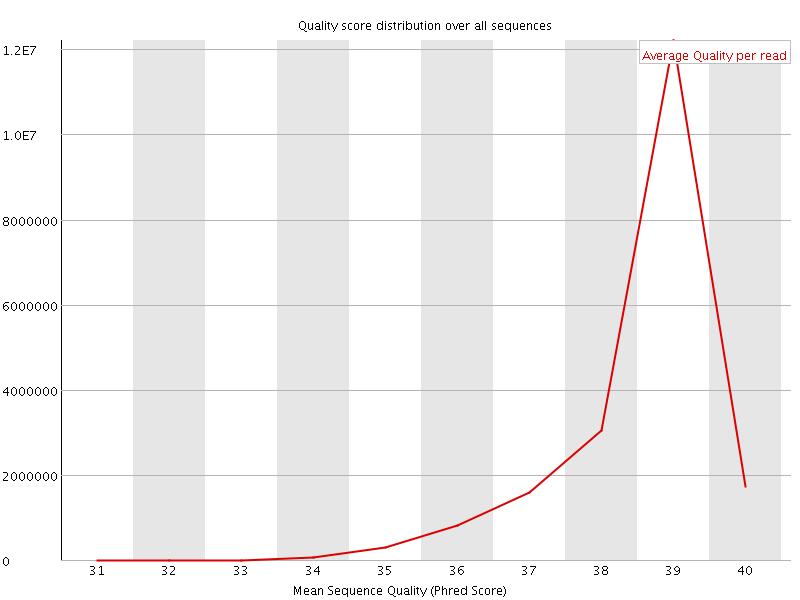 Quality score distribution over all sequences
1.2E7
Average Quality per read
1.0E7
8000000
6000000
4000000
2000000
0
31 32 33 34 35 36 37 38 39 40
Mean Sequence Quality (Phred Score)